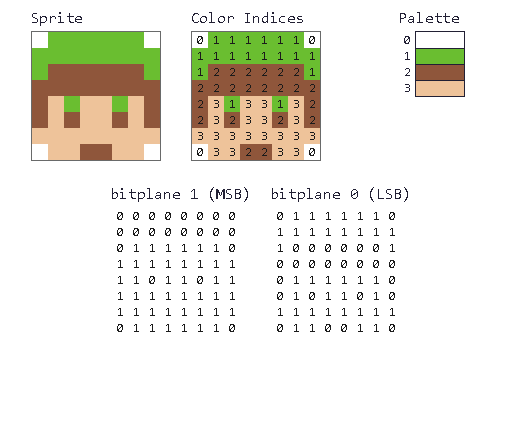 Sprite
Color Indices
0 1 1 1 1 1 1 0
1 1 1 1 1 1 1 1
1 2 2 2 2 2 2 1
2 2 2 2 2 2 2 2
2 3 1 3 3 1 3 2
2 3 2 3 3 2 3 2
3 3 3 3 3 3 3 3
0 3 3 2 2 3 3 0
Palette
0
1
2
3
bitplane 1 (MSB)
0 0 0 0 0 0 0 0
0 0 0 0 0 0 0 0
0 1 1 1 1 1 1 0
1 1 1 1 1 1 1 1
1 1 0 1 1 0 1 1
1 1 1 1 1 1 1 1
1 1 1 1 1 1 1 1
0 1 1 1 1 1 1 0
bitplane 0 (LSB)
0 1 1 1 1 1 1 0
1 1 1 1 1 1 1 1
1 0 0 0 0 0 0 1
0 0 0 0 0 0 0 0
0 1 1 1 1 1 1 0
0 1 0 1 1 0 1 0
1 1 1 1 1 1 1 1
0 1 1 0 0 1 1 0